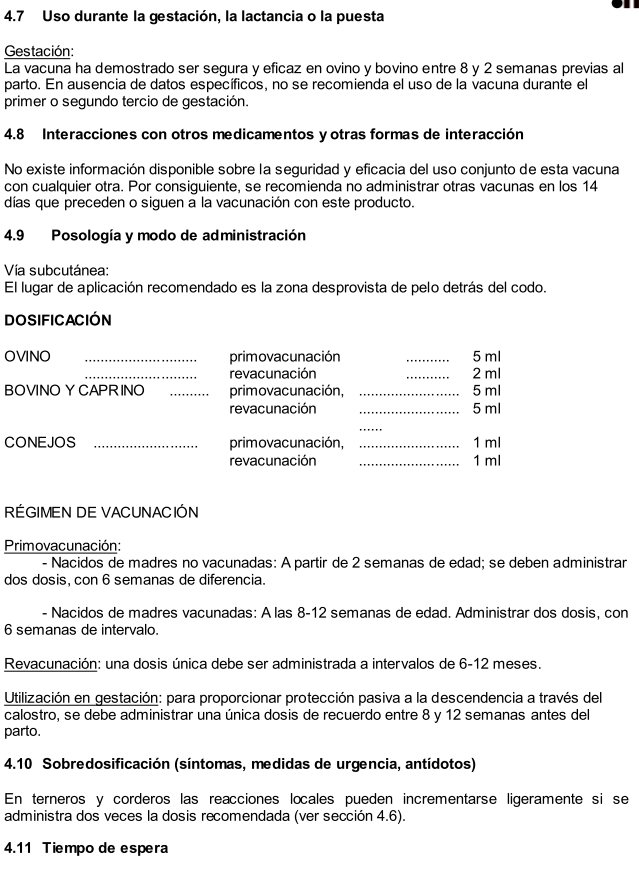 4.7 Uso durante la gestación, la lactancia o la puesta
Gestación:
La vacuna ha demostrado ser segura y eficaz en ovino y bovino entre 8 y 2 semanas previas al
parto. En ausencia de datos específicos, no se recomienda el uso de la vacuna durante el
primer o segundo tercio de gestación.
4.8 Interacciones con otros medicamentos y otras formas de interacción
No existe información disponible sobre la seguridad y eficacia del uso conjunto de esta vacuna
con cualquier otra. Por consiguiente, se recomienda no administrar otras vacunas en los 14
días que preceden o siguen a la vacunación con este producto.
4.9 Posología y modo de administración
Vía subcutánea:
El lugar de aplicación recomendado es la zona desprovista de pelo detrás del codo.
DOSIFICACIÓN
OVINO ............................ primovacunación ........... 5 ml
............................ revacunación ........... 2 ml
BOVINO Y CAPRINO .......... primovacunación, ......................... 5 ml
revacunación ......................... 5 ml
......
CONEJOS .......................... primovacunación, ......................... 1 ml
revacunación ......................... 1 ml
RÉGIMEN DE VACUNACIÓN
Primovacunación:
- Nacidos de madres no vacunadas: A partir de 2 semanas de edad; se deben administrar
dos dosis, con 6 semanas de diferencia.
- Nacidos de madres vacunadas: A las 8-12 semanas de edad. Administrar dos dosis, con
6 semanas de intervalo.
Revacunación: una dosis única debe ser administrada a intervalos de 6-12 meses.
Utilización en gestación: para proporcionar protección pasiva a la descendencia a través del
calostro, se debe administrar una única dosis de recuerdo entre 8 y 12 semanas antes del
parto.
4.10 Sobredosificación (síntomas, medidas de urgencia, antídotos)
En terneros y corderos las reacciones locales pueden incrementarse ligeramente si se
administra dos veces la dosis recomendada (ver sección 4.6).
4.11 Tiempo de espera